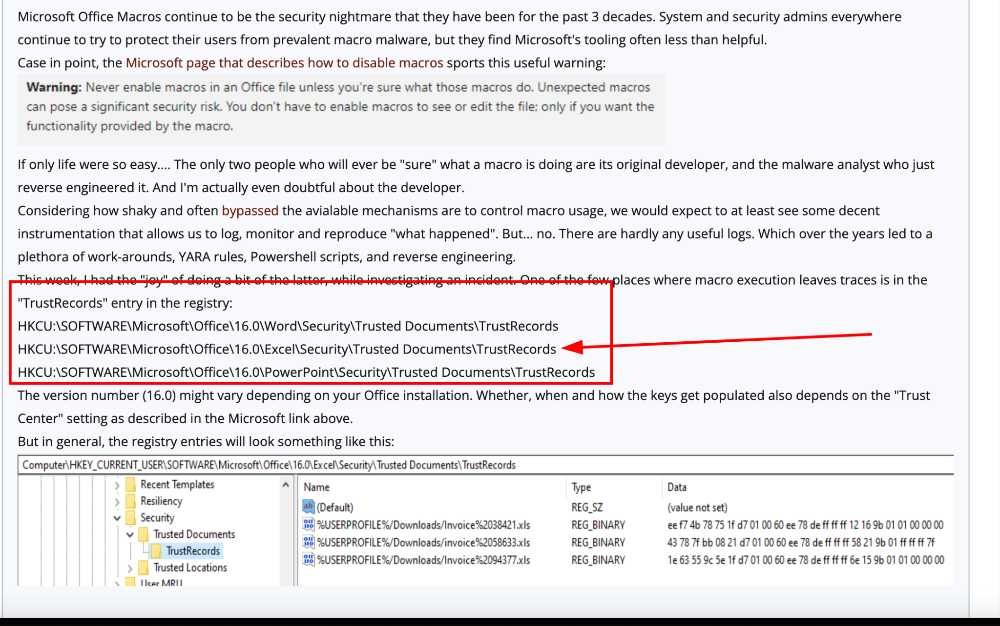 Microsoft Office Macros continue to be the security nightmare that they have been for the past 3 decades. System and security admins everywhere
continue to try to protect their users from prevalent macro malware, but they find Microsoft's tooling often less than helpful.
Case in point, the Microsoft page that describes how to disable macros sports this useful warning:
Warning: Never enable macros in an Office file unless you're sure what those macros do. Unexpected macros
can pose a significant security risk. You don't have to enable macros to see or edit the file; only if you want the
functionality provided by the macro.
If only life were so easy.... The only two people who will ever be "sure" what a macro is doing are its original developer, and the malware analyst who just
reverse engineered it. And I'm actually even doubtful about the developer.
Considering how shaky and often bypassed the avialable mechanisms are to control macro usage, we would expect to at least see some decent
instrumentation that allows us to log, monitor and reproduce "what happened". But... no. There are hardly any useful logs. Which over the years led to a
plethora of work-arounds, YARA rules, Powershell scripts, and reverse engineering.
This week, I had the "joy" of doing a bit of the latter, while investigating an incident. One of the few places where macro execution leaves traces is in the
"TrustRecords" entry in the registry:
HKCU:\SOFTWARE\Microsoft\Office\16.0\Word\Security\Trusted Documents\TrustRecords
HKCU:\SOFTWARE\Microsoft\Office\16.0\Excel\Security\Trusted Documents\TrustRecords
HKCU:\SOFTWARE\Microsoft\Office\16.0\PowerPoint\Security\Trusted Documents\TrustRecords
The version number (16.0) might vary depending on your Office installation. Whether, when and how the keys get populated also depends on the "Trust
Center" setting as described in the Microsoft link above.
But in general, the registry entries will look something like this:
Computer\HKEY_CURRENT_USER\SOFTWARE\Microsoft\Office\16.0\Excel\Security\Trusted Documents\TrustRecords
Recent Templates
Resiliency
Security
Trusted Documents
TrustRecords
Trusted Locations
User MRU
Name Type Data
(Default) REG_SZ (value not set)
%USERPROFILE%/Downloads/Invoice%2038421.xls REG_BINARY ee f7 4b 78 75 1f d7 01 00 60 ee 78 de ff ff ff 12 16 9b 01 01 00 00 00
%USERPROFILE%/Downloads/invoice%2058633.xls REG_BINARY 43 78 7f bb 08 21 d7 01 00 60 ee 78 de ff ff ff 58 21 9b 01 ff ff ff 7f
%USERPROFILE%/Downloads/Invoice%2094377.xls REG_BINARY 1e 63 55 9c 5e 1f d7 01 00 60 ee 78 de ff ff ff 6e 15 9b 01 01 00 00 00